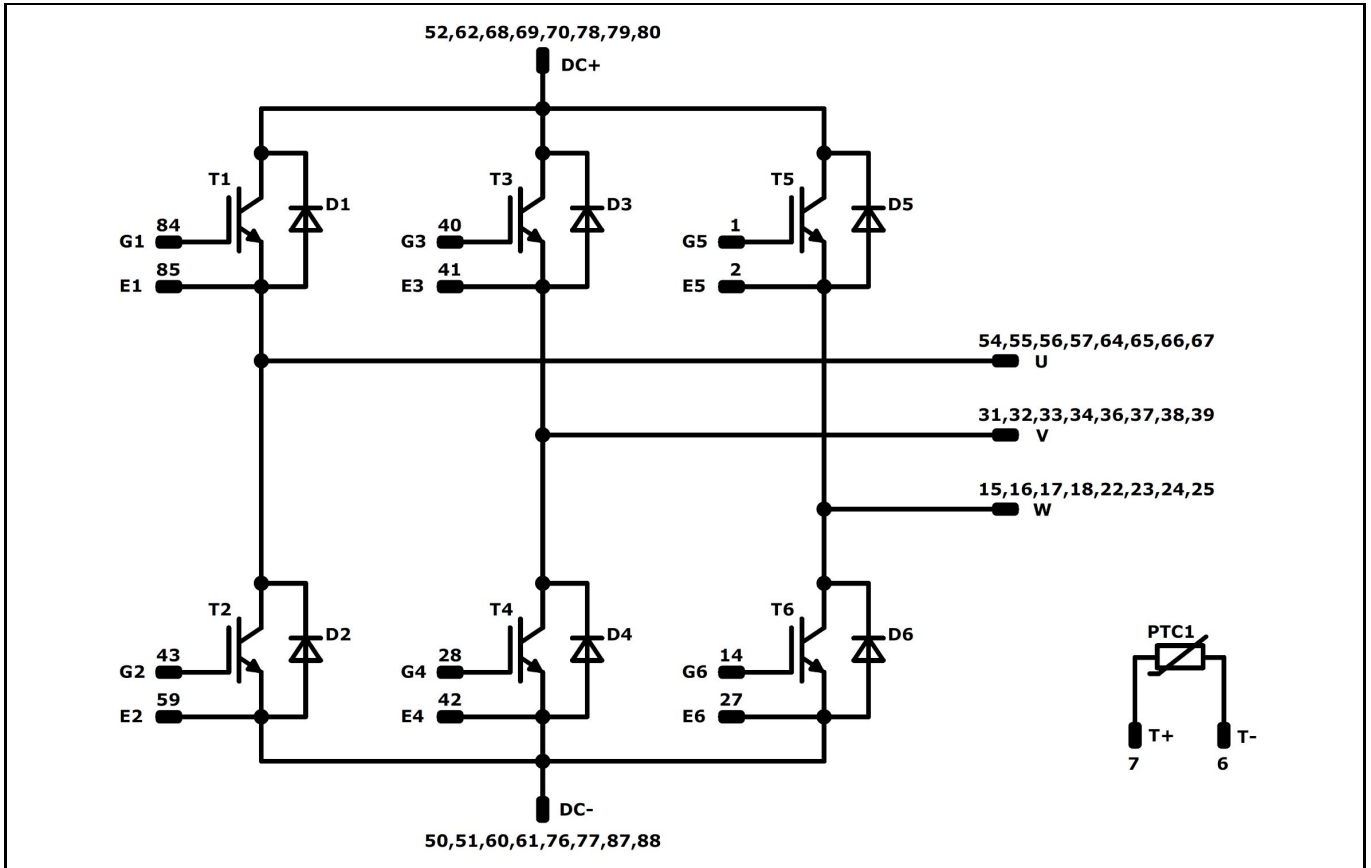 52,62,68,69,70,78,79,80
DC+
T1
D1
84
G1
85
E1
T3
D3
40
G3
41
E3
T5
D5
1
G5
2
E5
54,55,56,57,64,65,66,67
U
31,32,33,34,36,37,38,39
V
15,16,17,18,22,23,24,25
W
T2
D2
43
G2
59
E2
T4
D4
28
G4
42
E4
T6
D6
14
G6
27
E6
PTC1
T+
T-
7
6
DC-
50,51,60,61,76,77,87,88